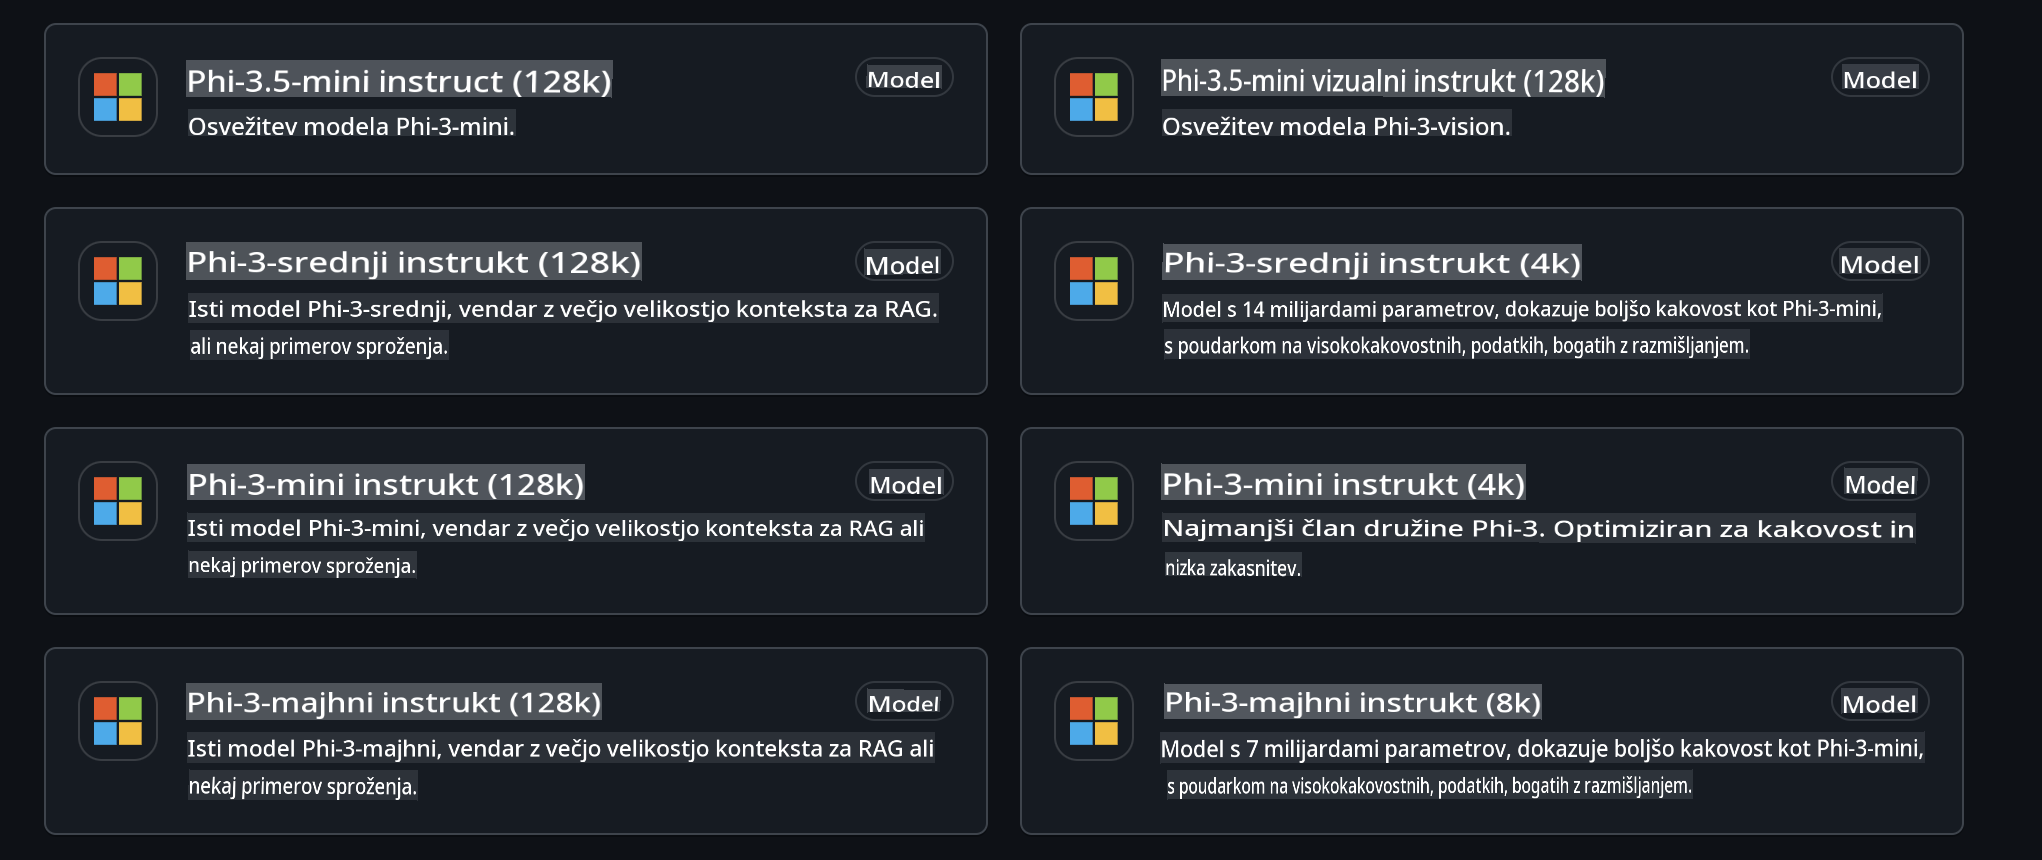 Phi-3.5-mini instruct (128k)
Model
Osvežitev modela Phi-3-mini.
Phi-3.5-mini vizualni instrukt (128k)
Model
Osvežitev modela Phi-3-vision.
Phi-3-srednji instrukt (128k)
Model
Isti model Phi-3-srednji, vendar z večjo velikostjo konteksta za RAG.
ali nekaj primerov sproženja.
Phi-3-srednji instrukt (4k)
Model
Model s 14 milijardami parametrov, dokazuje boljšo kakovost kot Phi-3-mini,
s poudarkom na visokokakovostnih, podatkih, bogatih z razmišljanjem.
Phi-3-mini instrukt (128k)
Model
Isti model Phi-3-mini, vendar z večjo velikostjo konteksta za RAG ali
nekaj primerov sproženja.
Phi-3-mini instrukt (4k)
Model
Najmanjši član družine Phi-3. Optimiziran za kakovost in
nizka zakasnitev.
Phi-3-majhni instrukt (128k)
Model
Isti model Phi-3-majhni, vendar z večjo velikostjo konteksta za RAG ali
nekaj primerov sproženja.
Phi-3-majhni instrukt (8k)
Model
Model s 7 milijardami parametrov, dokazuje boljšo kakovost kot Phi-3-mini,
s poudarkom na visokokakovostnih, podatkih, bogatih z razmišljanjem.